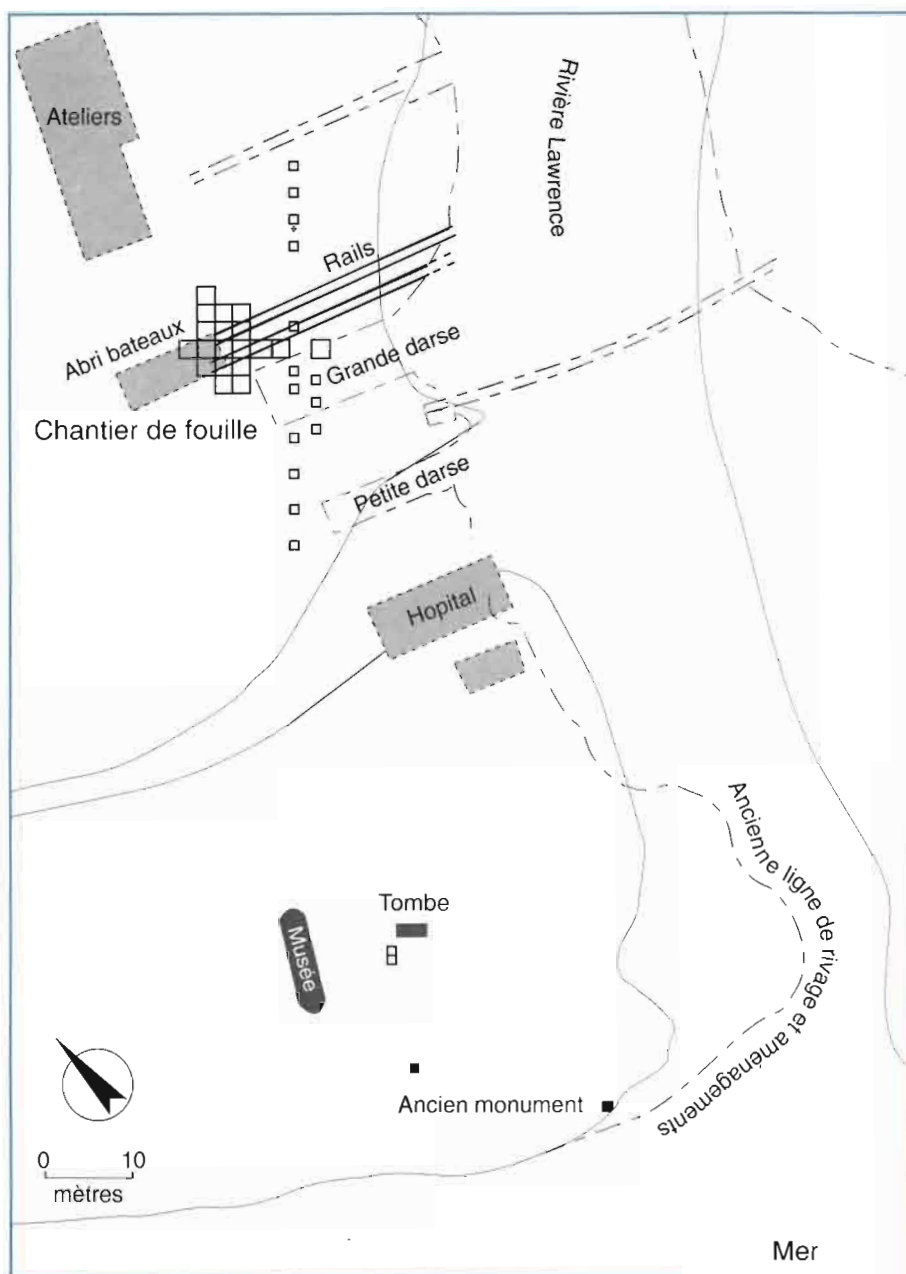 Ateliers
Rivière Lawrence
Rails
Abri bateaux
Grande darse
Chantier de fouille
Petite darse
Hopital
Ancienne ligne de rivage et aménagements
Tombe
Musée
Ancien monument
0 10
mètres
Mer